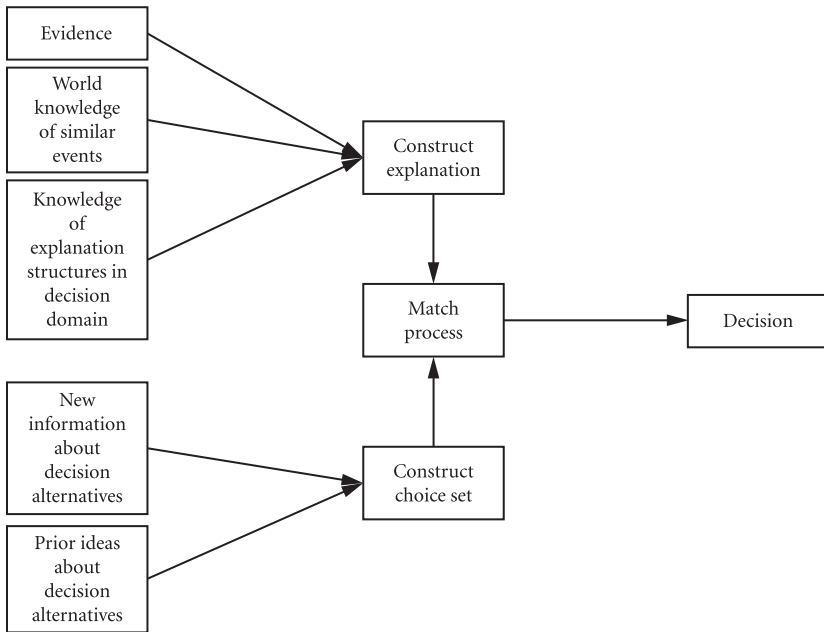 Evidence
World
knowledge
of similar
events
Knowledge
of
explanation
structures in
decision
domain
Construct
explanation
Match
process
Decision
New
information
about
decision
alternatives
Construct
choice set
Prior ideas
about
decision
alternatives